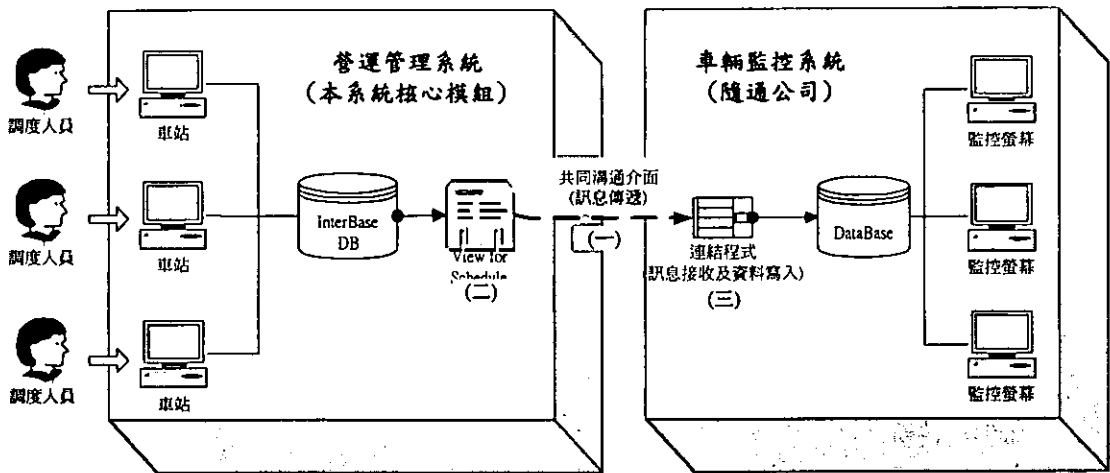 營運管理系統
(本系統核心模組)
車輛監控系統
(隨通公司)
調度人員
車站
調度人員
車站
調度人員
車站
InterBase
DB
View for
Schedule
(二)
共同溝通介面
(訊息傳遞)
(一)
連結程式
(訊息接收及資料寫入)
(三)
DataBase
監控螢幕
監控螢幕
監控螢幕